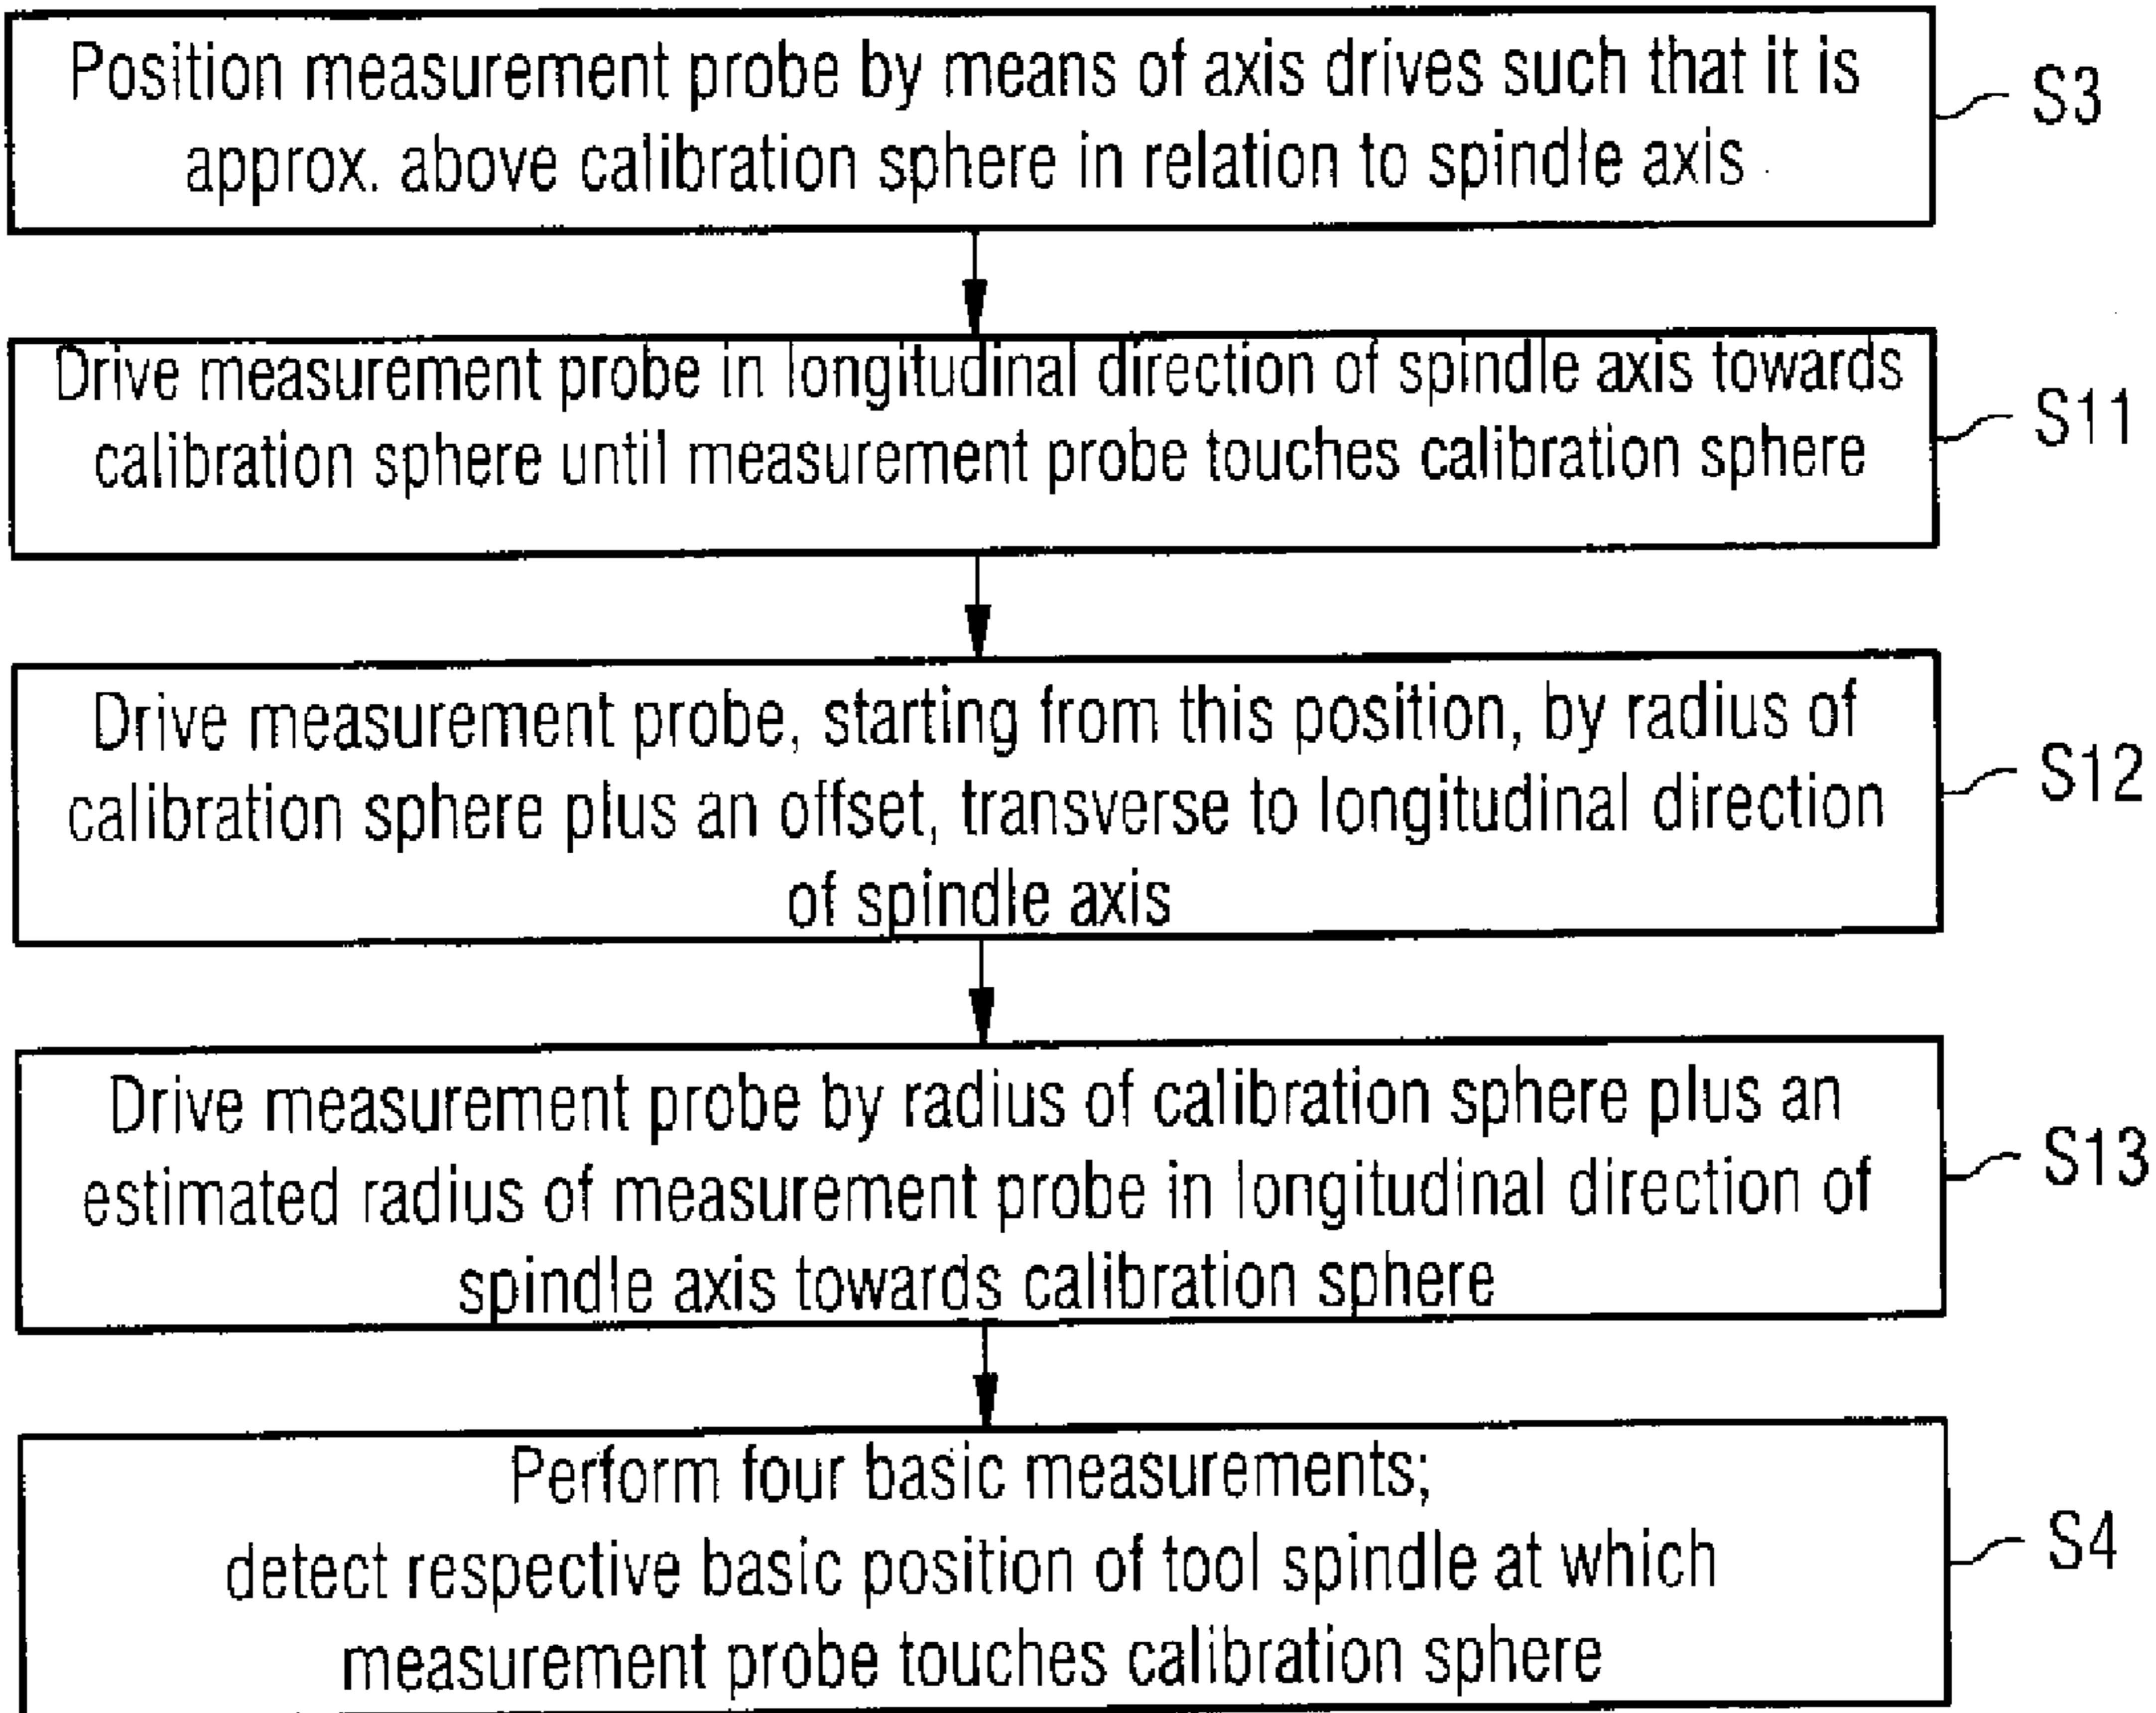 Position measurement probe by means of axis drives such that it is
approx. above calibration sphere in relation to spindle axis
S3
Drive measurement probe in longitudinal direction of spindle axis towards
calibration sphere until measurement probe touches calibration sphere
S11
Drive measurement probe, starting from this position, by radius of
calibration sphere plus an offset, transverse to longitudinal direction
of spindle axis
S12
Drive measurement probe by radius of calibration sphere plus an
estimated radius of measurement probe in longitudinal direction of
spindle axis towards calibration sphere
S13
Perform four basic measurements;
detect respective basic position of tool spindle at which
measurement probe touches calibration sphere
S4